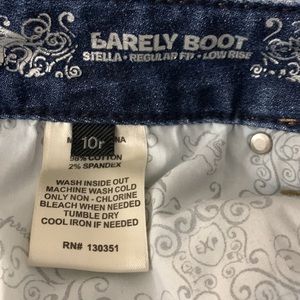 BARELY BOOT
STELLA • REGULAR FIT • LOW RISE
10r
98% COTTON
2% SPANDEX
WASH INSIDE OUT
MACHINE WASH COLD
ONLY NON - CHLORINE
BLEACH WHEN NEEDED
TUMBLE DRY
COOL IRON IF NEEDED
RN# 130351